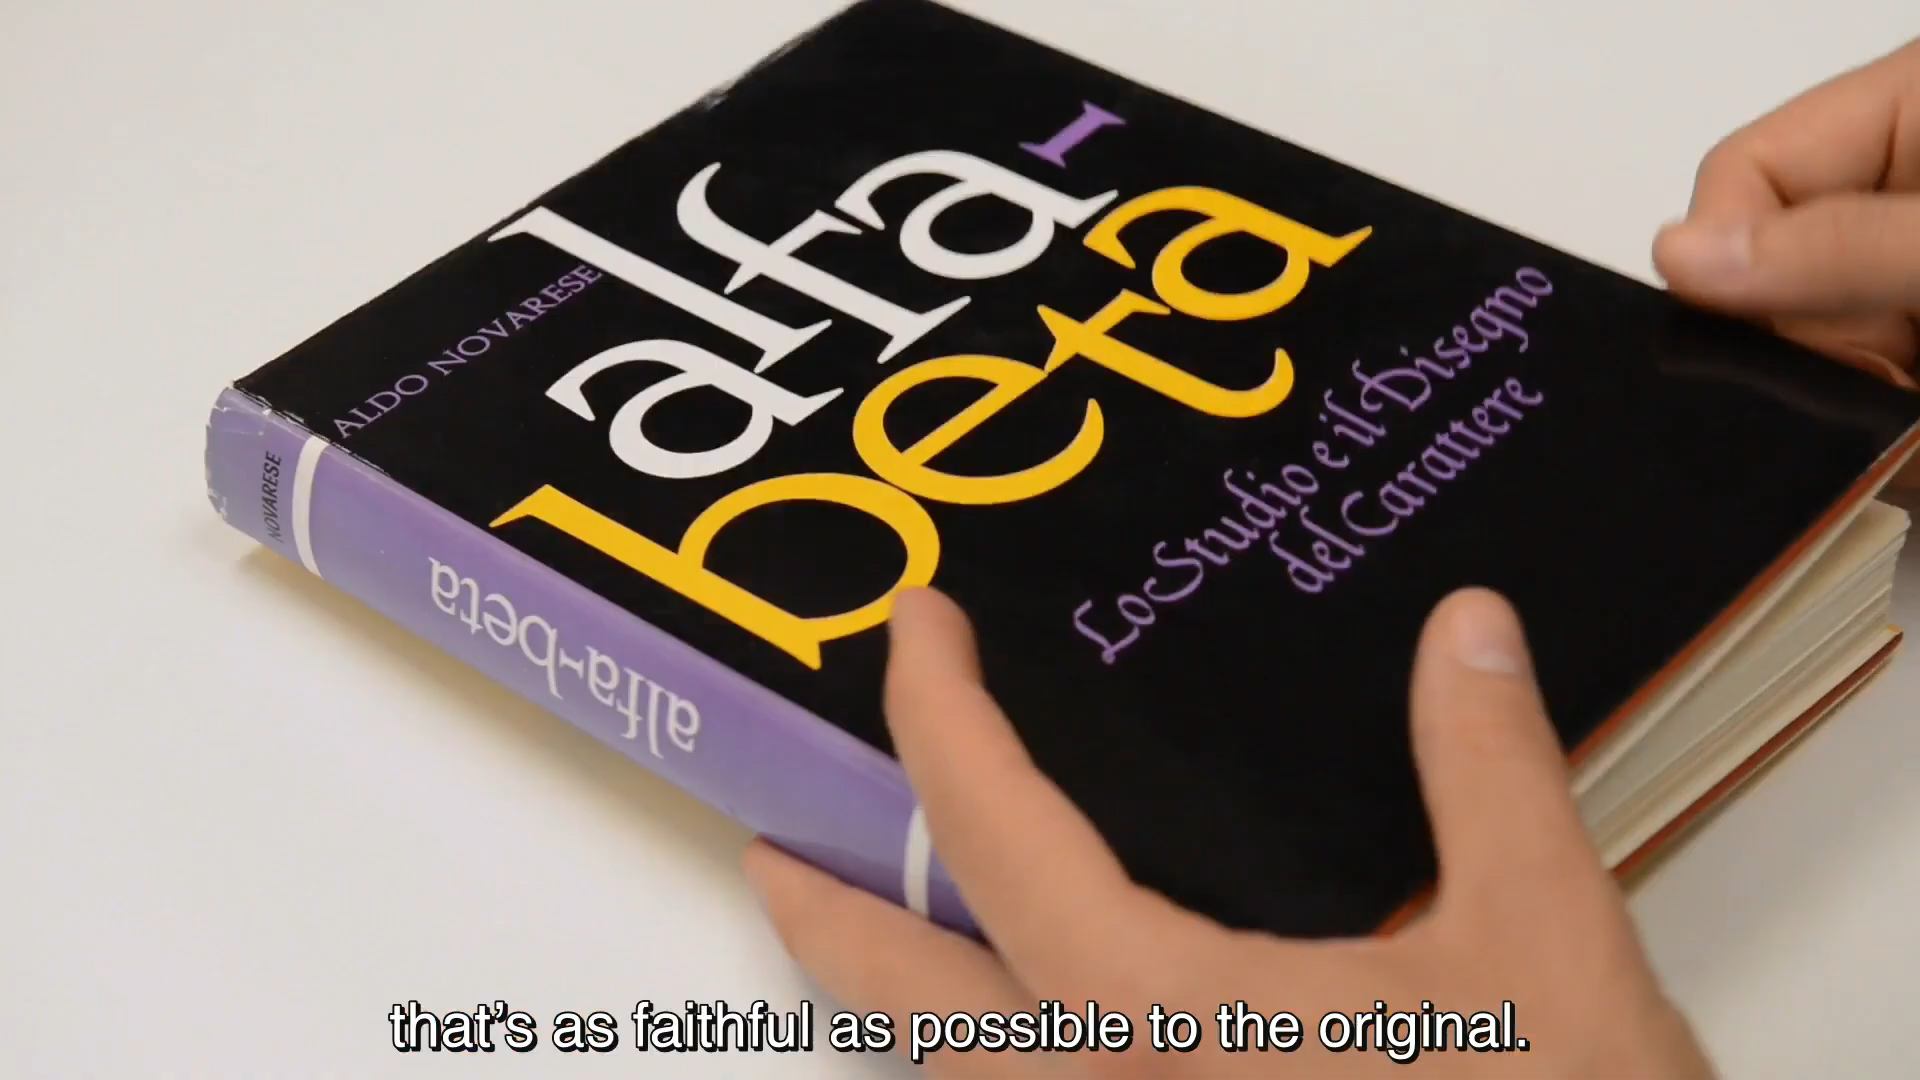 ALDO NOVARESE
alfa
I
beta
Lo Studio e il Disegno
del Carattere
NOVARESE
alfa-beta
that's as faithful as possible to the original.